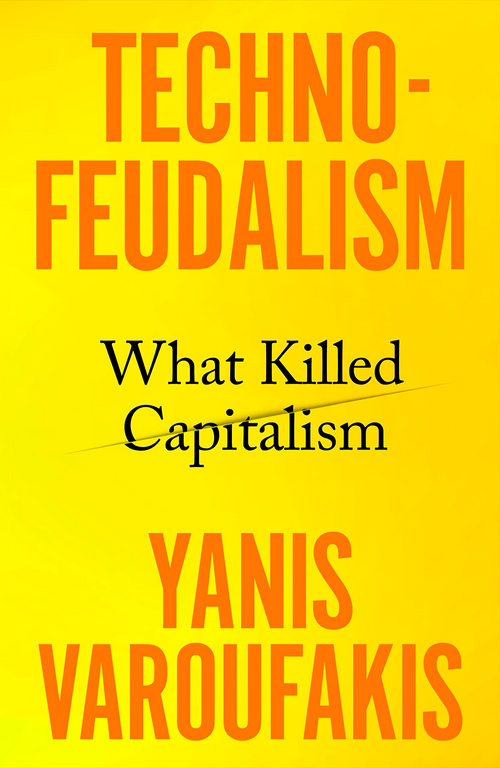 TECHNO-
FEUDALISM
What Killed
Capitalism
YANIS
VAROUFAKIS